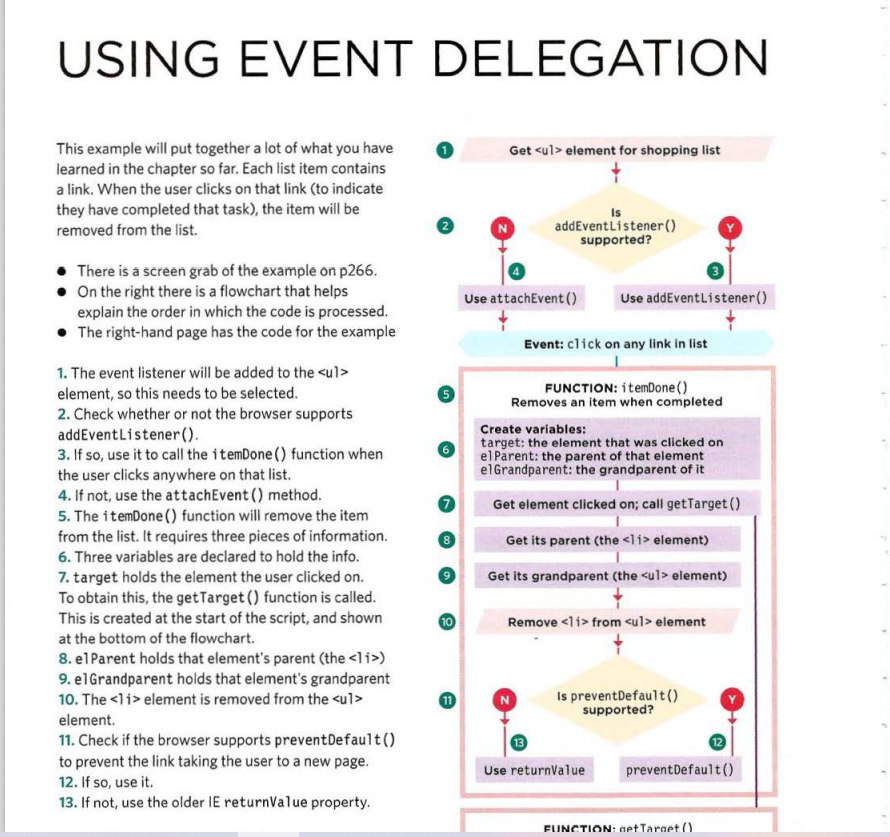 USING EVENT DELEGATION
This example will put together a lot of what you have
learned in the chapter so far. Each list item contains
a link. When the user clicks on that link (to indicate
they have completed that task), the item will be
removed from the list.
● There is a screen grab of the example on p266.
● On the right there is a flowchart that helps
explain the order in which the code is processed.
● The right-hand page has the code for the example
1. The event listener will be added to the <ul>
element, so this needs to be selected.
2. Check whether or not the browser supports
addEventListener().
3. If so, use it to call the itemDone() function when
the user clicks anywhere on that list.
4. If not, use the attachEvent() method.
5. The itemDone() function will remove the item
from the list. It requires three pieces of information.
6. Three variables are declared to hold the info.
7. target holds the element the user clicked on.
To obtain this, the getTarget() function is called.
This is created at the start of the script, and shown
at the bottom of the flowchart.
8. elParent holds that element's parent (the <li>)
9. elGrandparent holds that element's grandparent
10. The <li> element is removed from the <ul>
element.
11. Check if the browser supports preventDefault()
to prevent the link taking the user to a new page.
12. If so, use it.
13. If not, use the older IE returnValue property.
1
Get <ul> element for shopping list
2
N
Is
addEventListener()
supported?
Y
4
3
Use attachEvent()
Use addEventListener()
Event: click on any link in list
5
FUNCTION: itemDone()
Removes an item when completed
6
Create variables:
target: the element that was clicked on
elParent: the parent of that element
elGrandparent: the grandparent of it
7
Get element clicked on; call getTarget()
8
Get its parent (the <li> element)
9
Get its grandparent (the <ul> element)
10
Remove <li> from <ul> element
11
N
Is preventDefault()
supported?
Y
13
12
Use returnValue
preventDefault()
FUNCTION: getTarget()